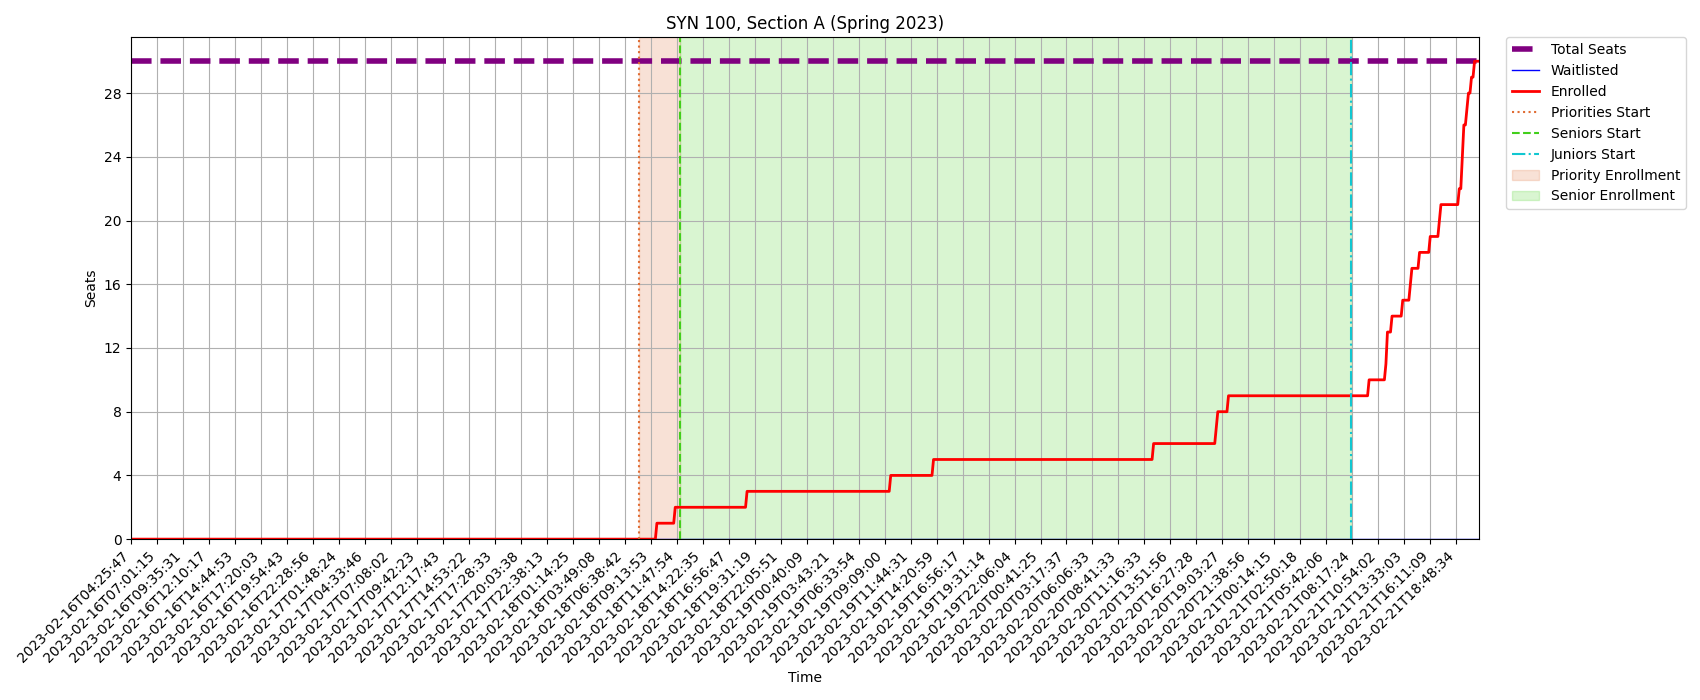 SYN 100, Section A (Spring 2023)
Total Seats
Waitlisted
Enrolled
Priorities Start
Seniors Start
Juniors Start
Priority Enrollment
Senior Enrollment
Seats
28
24
20
16
12
8
4
0
2023-02-16T04:25:47
2023-02-16T07:01:15
2023-02-16T09:35:31
2023-02-16T12:10:17
2023-02-16T14:44:53
2023-02-16T17:20:03
2023-02-16T19:54:43
2023-02-16T22:28:56
2023-02-17T01:48:24
2023-02-17T04:33:46
2023-02-17T07:08:02
2023-02-17T09:42:23
2023-02-17T12:17:43
2023-02-17T14:53:22
2023-02-17T17:28:33
2023-02-17T20:03:38
2023-02-17T22:38:13
2023-02-18T01:14:25
2023-02-18T03:49:08
2023-02-18T06:38:42
2023-02-18T09:13:53
2023-02-18T11:47:54
2023-02-18T14:22:35
2023-02-18T16:56:47
2023-02-18T19:31:19
2023-02-18T22:05:51
2023-02-19T00:40:09
2023-02-19T03:43:21
2023-02-19T06:33:54
2023-02-19T09:09:00
2023-02-19T11:44:31
2023-02-19T14:20:59
2023-02-19T16:56:17
2023-02-19T19:31:14
2023-02-19T22:06:04
2023-02-20T00:41:25
2023-02-20T03:17:37
2023-02-20T06:06:33
2023-02-20T08:41:33
2023-02-20T11:16:33
2023-02-20T13:51:56
2023-02-20T16:27:28
2023-02-20T19:03:27
2023-02-20T21:38:56
2023-02-21T00:14:15
2023-02-21T02:50:18
2023-02-21T05:42:06
2023-02-21T08:17:24
2023-02-21T10:54:02
2023-02-21T13:33:03
2023-02-21T16:11:09
2023-02-21T18:48:34
Time